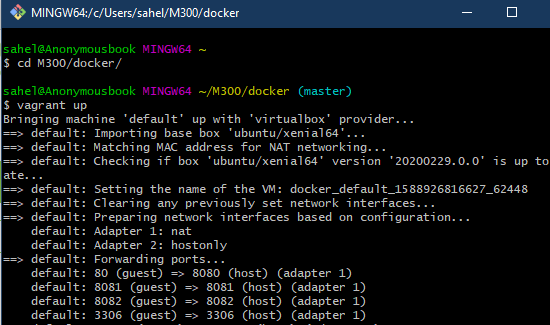 MINGW64:/c/Users/sahel/M300/docker
sahel@Anonymousbook MINGW64 ~
$ cd M300/docker/
sahel@Anonymousbook MINGW64 ~/M300/docker (master)
$ vagrant up
Bringing machine 'default' up with 'virtualbox' provider...
==> default: Importing base box 'ubuntu/xenial64'...
==> default: Matching MAC address for NAT networking...
==> default: Checking if box 'ubuntu/xenial64' version '20200229.0.0' is up to
ate...
==> default: Setting the name of the VM: docker_default_1588926816627_62448
==> default: Clearing any previously set network interfaces...
==> default: Preparing network interfaces based on configuration...
default: Adapter 1: nat
default: Adapter 2: hostonly
==> default: Forwarding ports...
default: 80 (guest) => 8080 (host) (adapter 1)
default: 8081 (guest) => 8081 (host) (adapter 1)
default: 8082 (guest) => 8082 (host) (adapter 1)
default: 3306 (guest) => 3306 (host) (adapter 1)